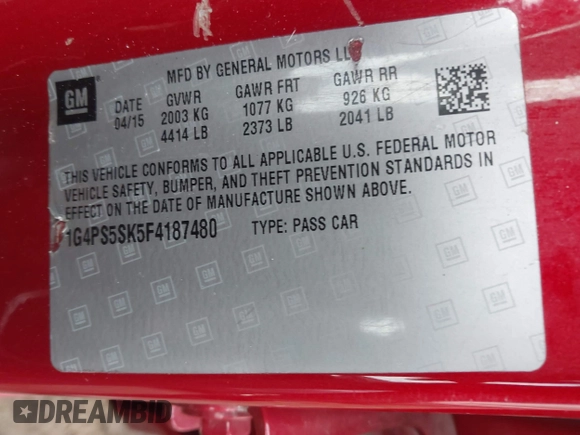 GM
MFD BY GENERAL MOTORS LL
DATE GVWR GAWR FRT GAWR RR
04/15 2003 KG 1077 KG 926 KG
4414 LB 2373 LB 2041 LB
THIS VEHICLE CONFORMS TO ALL APPLICABLE U.S. FEDERAL MOTOR
VEHICLE SAFETY, BUMPER, AND THEFT PREVENTION STANDARDS IN
EFFECT ON THE DATE OF MANUFACTURE SHOWN ABOVE.
1G4PS5SK5F4187480 TYPE: PASS CAR
DREAMBID